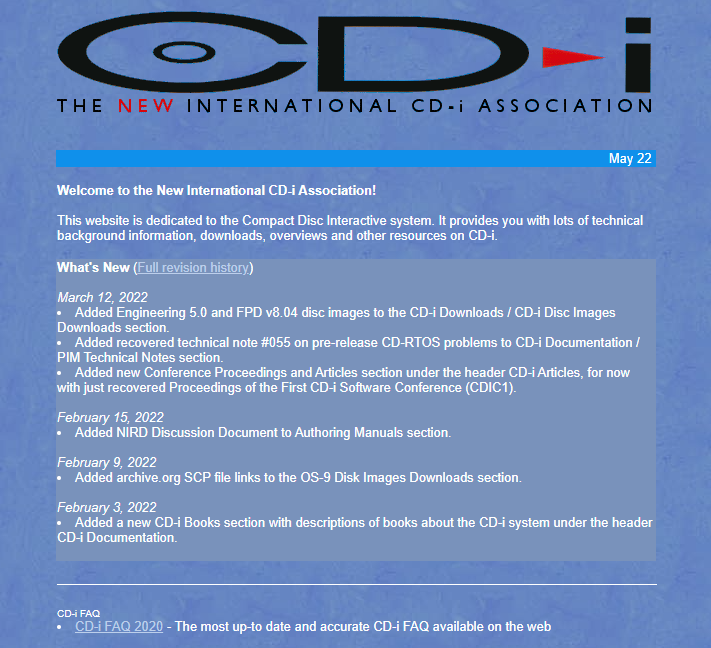 CD-i
THE NEW INTERNATIONAL CD-i ASSOCIATION
May 22
Welcome to the New International CD-i Association!
This website is dedicated to the Compact Disc Interactive system. It provides you with lots of technical
background information, downloads, overviews and other resources on CD-i.
What's New (Full revision history)
March 12, 2022
• Added Engineering 5.0 and FPD v8.04 disc images to the CD-i Downloads / CD-i Disc Images
Downloads section.
• Added recovered technical note #055 on pre-release CD-RTOS problems to CD-i Documentation /
PIM Technical Notes section.
• Added new Conference Proceedings and Articles section under the header CD-i Articles, for now
with just recovered Proceedings of the First CD-i Software Conference (CDIC1).
February 15, 2022
• Added NIRD Discussion Document to Authoring Manuals section.
February 9, 2022
• Added archive.org SCP file links to the OS-9 Disk Images Downloads section.
February 3, 2022
• Added a new CD-i Books section with descriptions of books about the CD-i system under the header
CD-i Documentation.
CD-i FAQ
• CD-i FAQ 2020 - The most up-to date and accurate CD-i FAQ available on the web